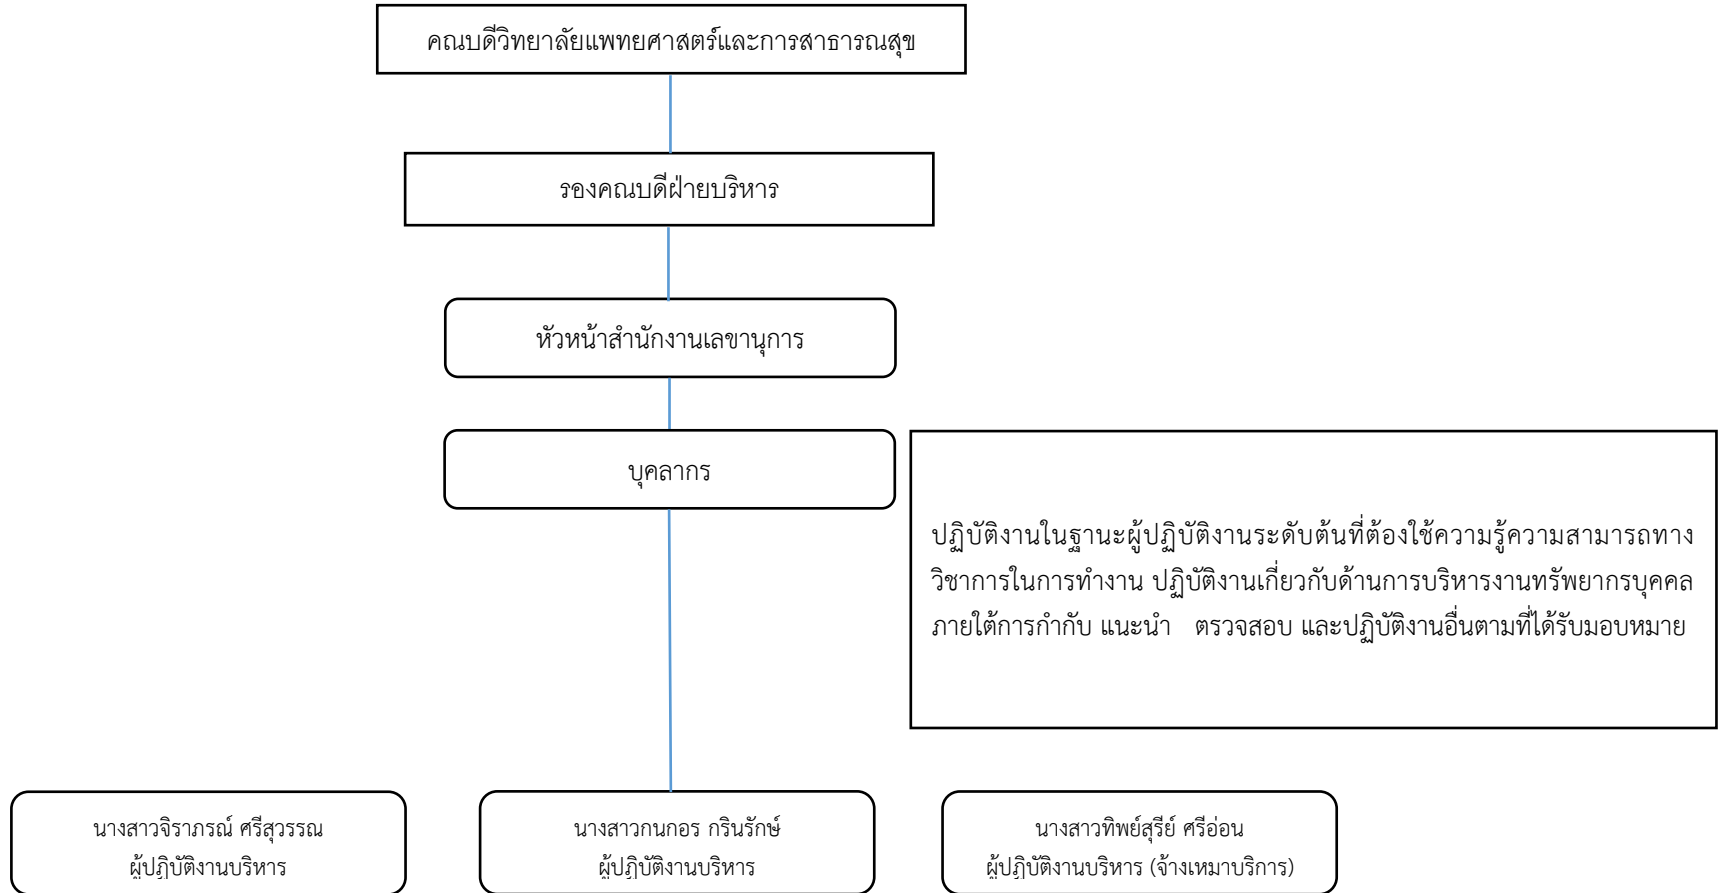 คณบดีวิทยาลัยแพทยศาสตร์และการสาธารณสุข
รองคณบดีฝ่ายบริหาร
หัวหน้าสำนักงานเลขานุการ
บุคลากร
ปฏิบัติงานในฐานะผู้ปฏิบัติงานระดับต้นที่ต้องใช้ความรู้ความสามารถทาง
วิชาการในการทำงาน ปฏิบัติงานเกี่ยวกับด้านการบริหารงานทรัพยากรบุคคล
ภายใต้การกำกับ แนะนำ ตรวจสอบ และปฏิบัติงานอื่นตามที่ได้รับมอบหมาย
นางสาวจิราภรณ์ ศรีสุวรรณ
ผู้ปฏิบัติงานบริหาร
นางสาวกนกอร กรินรักษ์
ผู้ปฏิบัติงานบริหาร
นางสาวทิพย์สุรีย์ ศรีอ่อน
ผู้ปฏิบัติงานบริหาร (จ้างเหมาบริการ)